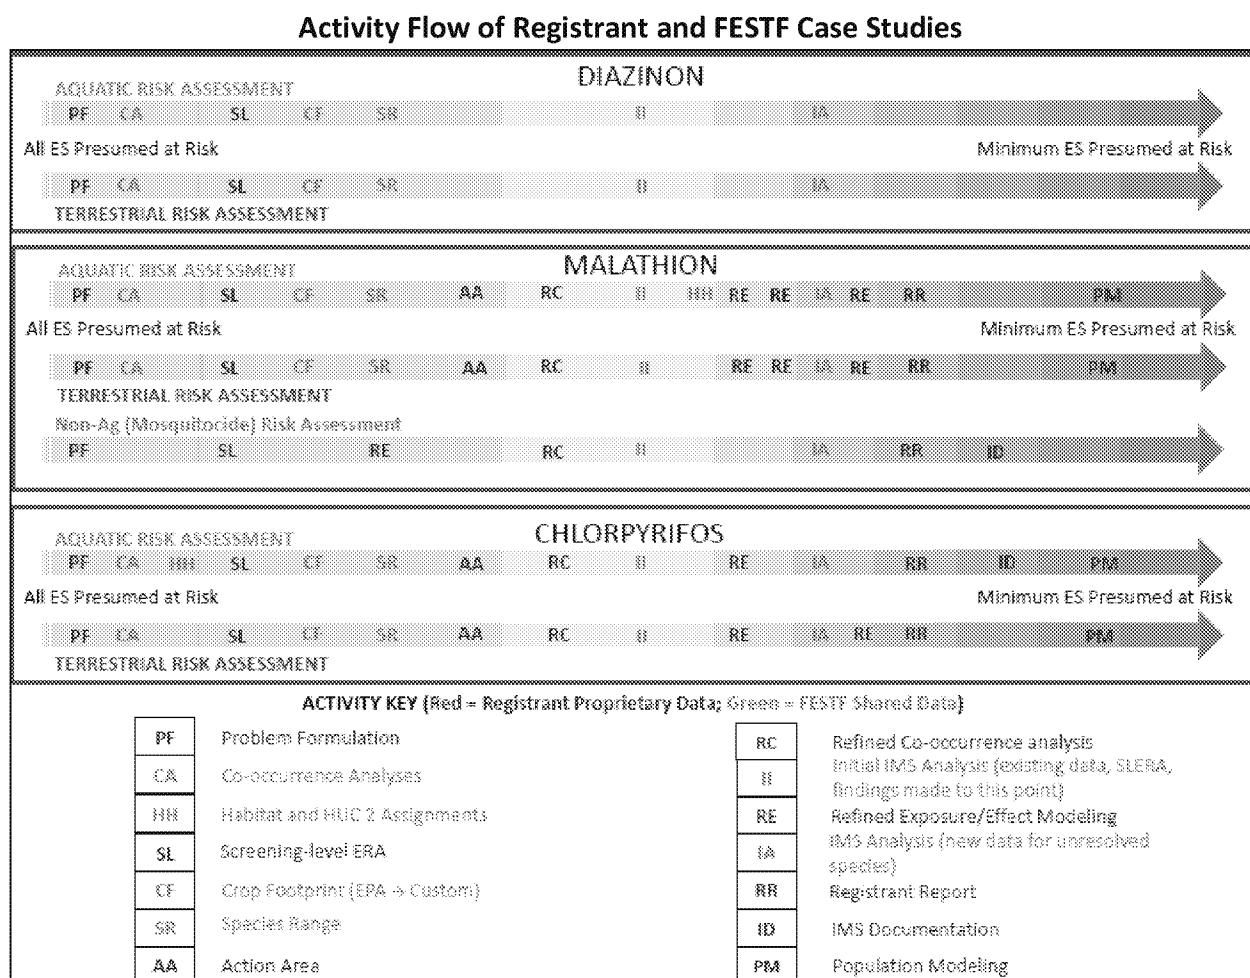 Activity Flow of Registrant and FESTF Case Studies
DIAZINON
AQUATIC RISK ASSESSMENT
PF CA SL CF SR II IA
All ES Presumed at Risk Minimum ES Presumed at Risk
PF CA SL CF SR II IA
TERRESTRIAL RISK ASSESSMENT
MALATHION
AQUATIC RISK ASSESSMENT
PF CA SL CF SR AA RC II HH RE RE IA RE RR PM
All ES Presumed at Risk Minimum ES Presumed at Risk
PF CA SL CF SR AA RC II RE RE IA RE RR PM
TERRESTRIAL RISK ASSESSMENT
Non-Ag (Mosquitocide) Risk Assessment
PF SL RE RC II IA RR ID
CHLORPYRIFOS
AQUATIC RISK ASSESSMENT
PF CA HH SL CF SR AA RC II RE IA RR ID PM
All ES Presumed at Risk Minimum ES Presumed at Risk
PF CA SL CF SR AA RC II RE IA RE RR PM
TERRESTRIAL RISK ASSESSMENT
ACTIVITY KEY (Red = Registrant Proprietary Data; Green = FESTF Shared Data)
PF Problem Formulation
CA Co-occurrence Analyses
HH Habitat and HUC 2 Assignments
SL Screening-level ERA
CF Crop Footprint (EPA → Custom)
SR Species Range
AA Action Area
RC Refined Co-occurrence analysis
II Initial IMS Analysis (existing data, SLERA,
findings made to this point)
RE Refined Exposure/Effect Modeling
IA IMS Analysis (new data for unresolved
species)
RR Registrant Report
ID IMS Documentation
PM Population Modeling